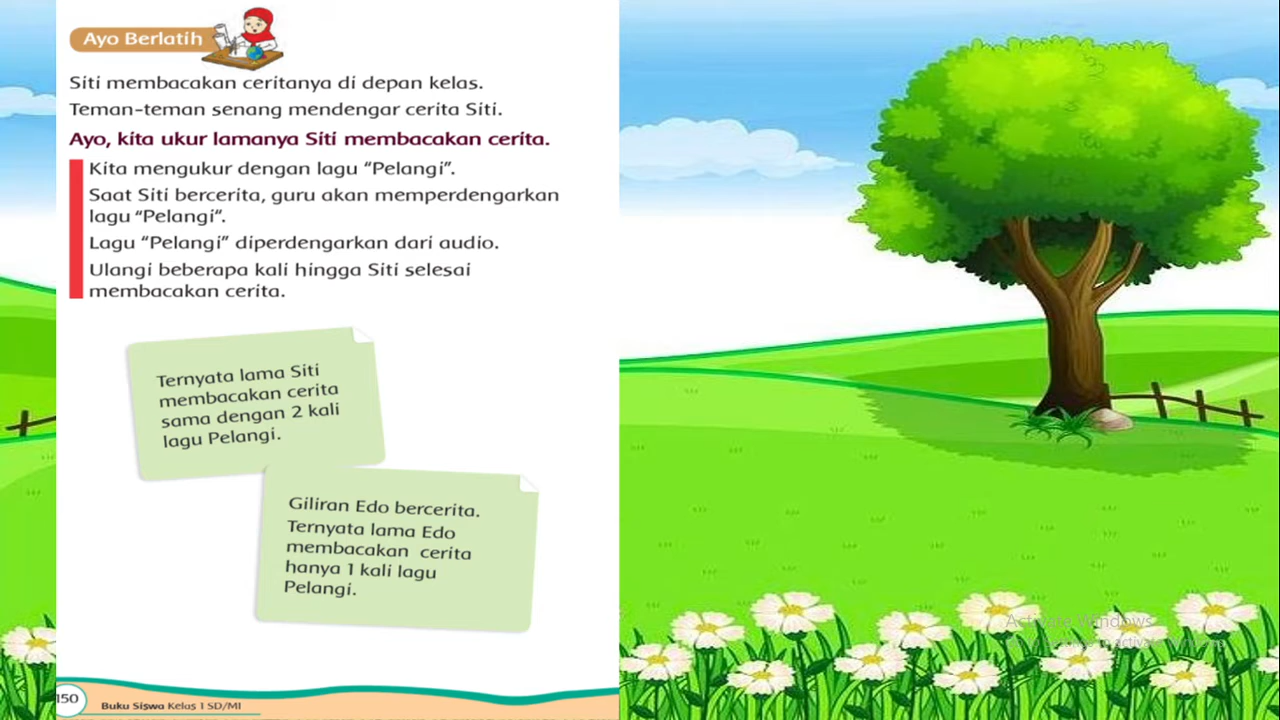 Ayo Berlatih
Siti membacakan ceritanya di depan kelas.
Teman-teman senang mendengar cerita Siti.
Ayo, kita ukur lamanya Siti membacakan cerita.
Kita mengukur dengan lagu “Pelangi”.
Saat Siti bercerita, guru akan memperdengarkan
lagu “Pelangi”.
Lagu “Pelangi” diperdengarkan dari audio.
Ulangi beberapa kali hingga Siti selesai
membacakan cerita.
Ternyata lama Siti
membacakan cerita
sama dengan 2 kali
lagu Pelangi.
Giliran Edo bercerita.
Ternyata lama Edo
membacakan cerita
hanya 1 kali lagu
Pelangi.
150
Buku Siswa Kelas 1 SD/MI
Activate Windows